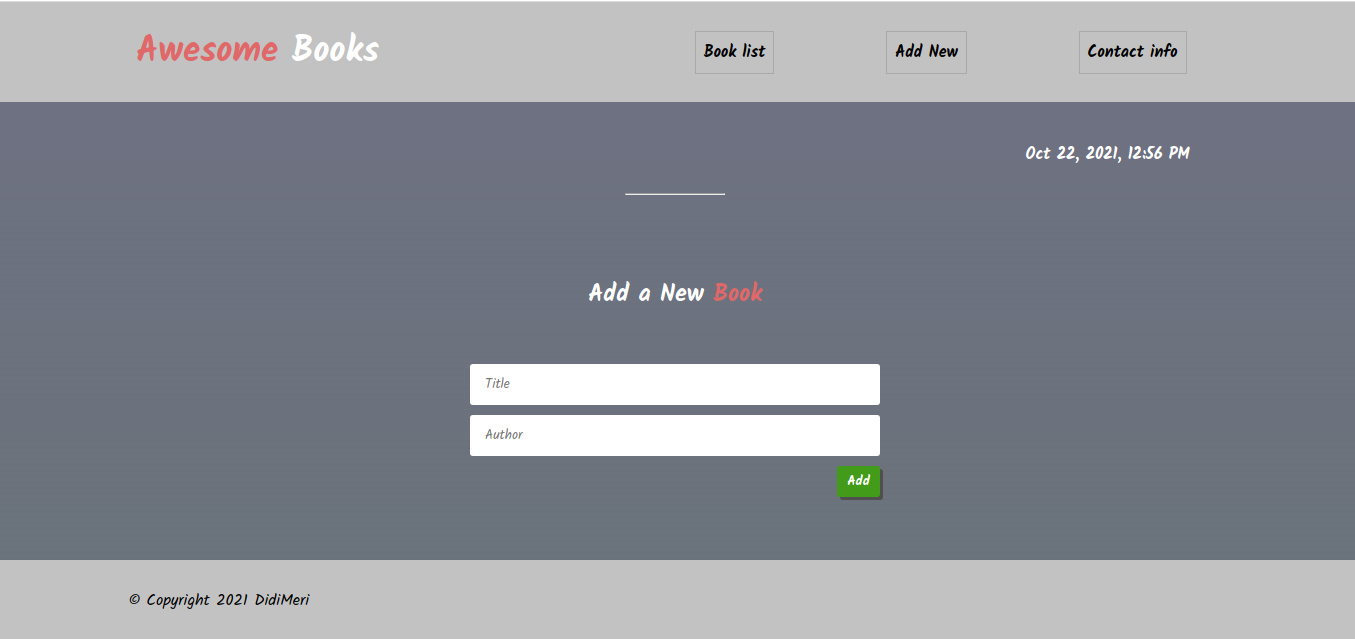 Awesome Books
Book list
Add New
Contact info
Oct 22, 2021, 12:56 PM
Add a New Book
Title
Author
Add
© Copyright 2021 DidiMeri